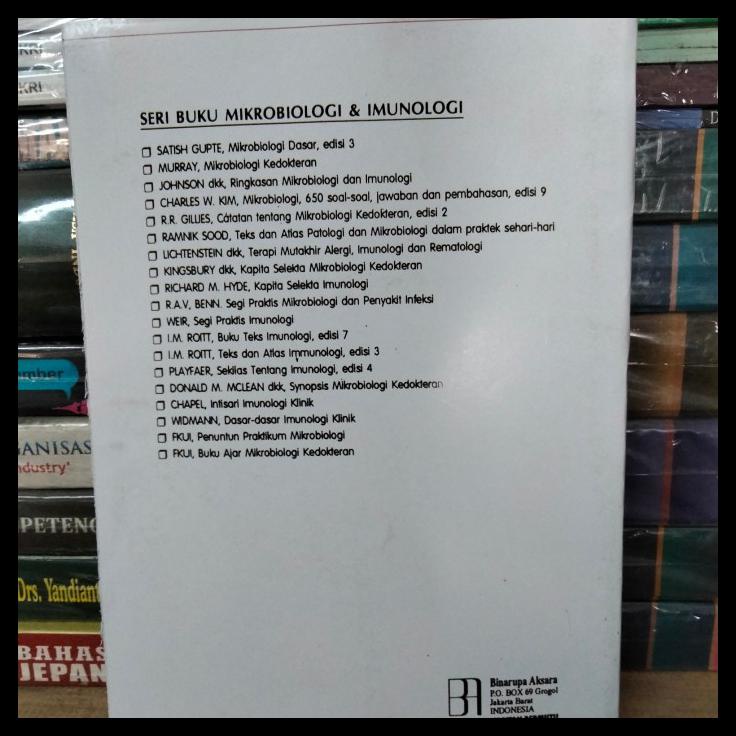 SERI BUKU MIKROBIOLOGI & IMUNOLOGI
SATISH GUPTE, Mikrobiologi Dasar, edisi 3
MURRAY, Mikrobiologi Kedokteran
JOHNSON dkk, Ringkasan Mikrobiologi dan Imunologi
CHARLES W. KIM, Mikrobiologi, 650 soal-soal, jawaban dan pembahasan, edisi 9
R.R. GILLIES, Catatan tentang Mikrobiologi Kedokteran, edisi 2
RAMNIK SOOD, Teks dan Atlas Patologi dan Mikrobiologi dalam praktek sehari-hari
LICHTENSTEIN dkk, Terapi Mutakhir Alergi, Imunologi dan Rematologi
KINGSBURY dkk, Kapita Selekta Mikrobiologi Kedokteran
RICHARD M. HYDE, Kapita Selekta Imunologi
R.A.V, BENN. Segi Praktis Mikrobiologi dan Penyakit Infeksi
WEIR, Segi Praktis Imunologi
I.M. ROITT, Buku Teks Imunologi, edisi 7
I.M. ROITT, Teks dan Atlas Immunologi, edisi 3
PLAYFAER, Sekilas Tentang Imunologi, edisi 4
DONALD M. MCLEAN dkk, Synopsis Mikrobiologi Kedokteran
CHAPEL, Intisari Imunologi Klinik
WIDMANN, Dasar-dasar Imunologi Klinik
FKUI, Penuntun Praktikum Mikrobiologi
FKUI, Buku Ajar Mikrobiologi Kedokteran
BA
Binarupa Aksara
P.O. BOX 69 Grogol
Jakarta Barat
INDONESIA
KRI
KRI
mber
ANISAS
ndustry'
PETENC
Drs. Yandiant
BAHAS
JEPAN